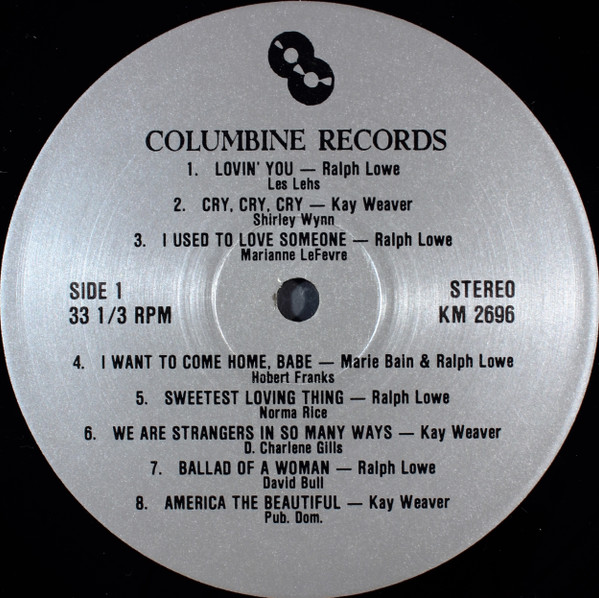 COLUMBINE RECORDS
1. LOVIN' YOU — Ralph Lowe
Les Lehs
2. CRY, CRY, CRY — Kay Weaver
Shirley Wynn
3. I USED TO LOVE SOMEONE — Ralph Lowe
Marianne LeFevre
SIDE 1
33 1/3 RPM
STEREO
KM 2696
4. I WANT TO COME HOME, BABE — Marie Bain & Ralph Lowe
Hobert Franks
5. SWEETEST LOVING THING — Ralph Lowe
Norma Rice
6. WE ARE STRANGERS IN SO MANY WAYS — Kay Weaver
D. Charlene Gills
7. BALLAD OF A WOMAN — Ralph Lowe
David Bull
8. AMERICA THE BEAUTIFUL — Kay Weaver
Pub. Dom.